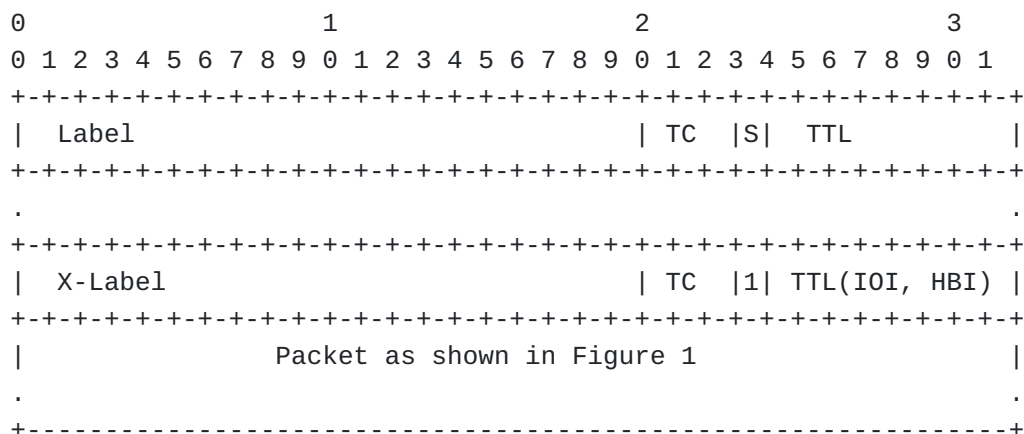 0                   1                   2                   3
0 1 2 3 4 5 6 7 8 9 0 1 2 3 4 5 6 7 8 9 0 1 2 3 4 5 6 7 8 9 0 1
+-+-+-+-+-+-+-+-+-+-+-+-+-+-+-+-+-+-+-+-+-+-+-+-+-+-+-+-+-+-+-+-+
|  Label                                | TC  |S|  TTL          |
+-+-+-+-+-+-+-+-+-+-+-+-+-+-+-+-+-+-+-+-+-+-+-+-+-+-+-+-+-+-+-+-+
.                                                               .
+-+-+-+-+-+-+-+-+-+-+-+-+-+-+-+-+-+-+-+-+-+-+-+-+-+-+-+-+-+-+-+-+
|  X-Label                              | TC  |1| TTL(IOI, HBI) |
+-+-+-+-+-+-+-+-+-+-+-+-+-+-+-+-+-+-+-+-+-+-+-+-+-+-+-+-+-+-+-+-+
|                Packet as shown in Figure 1                    |
.                                                               .
+---------------------------------------------------------------+